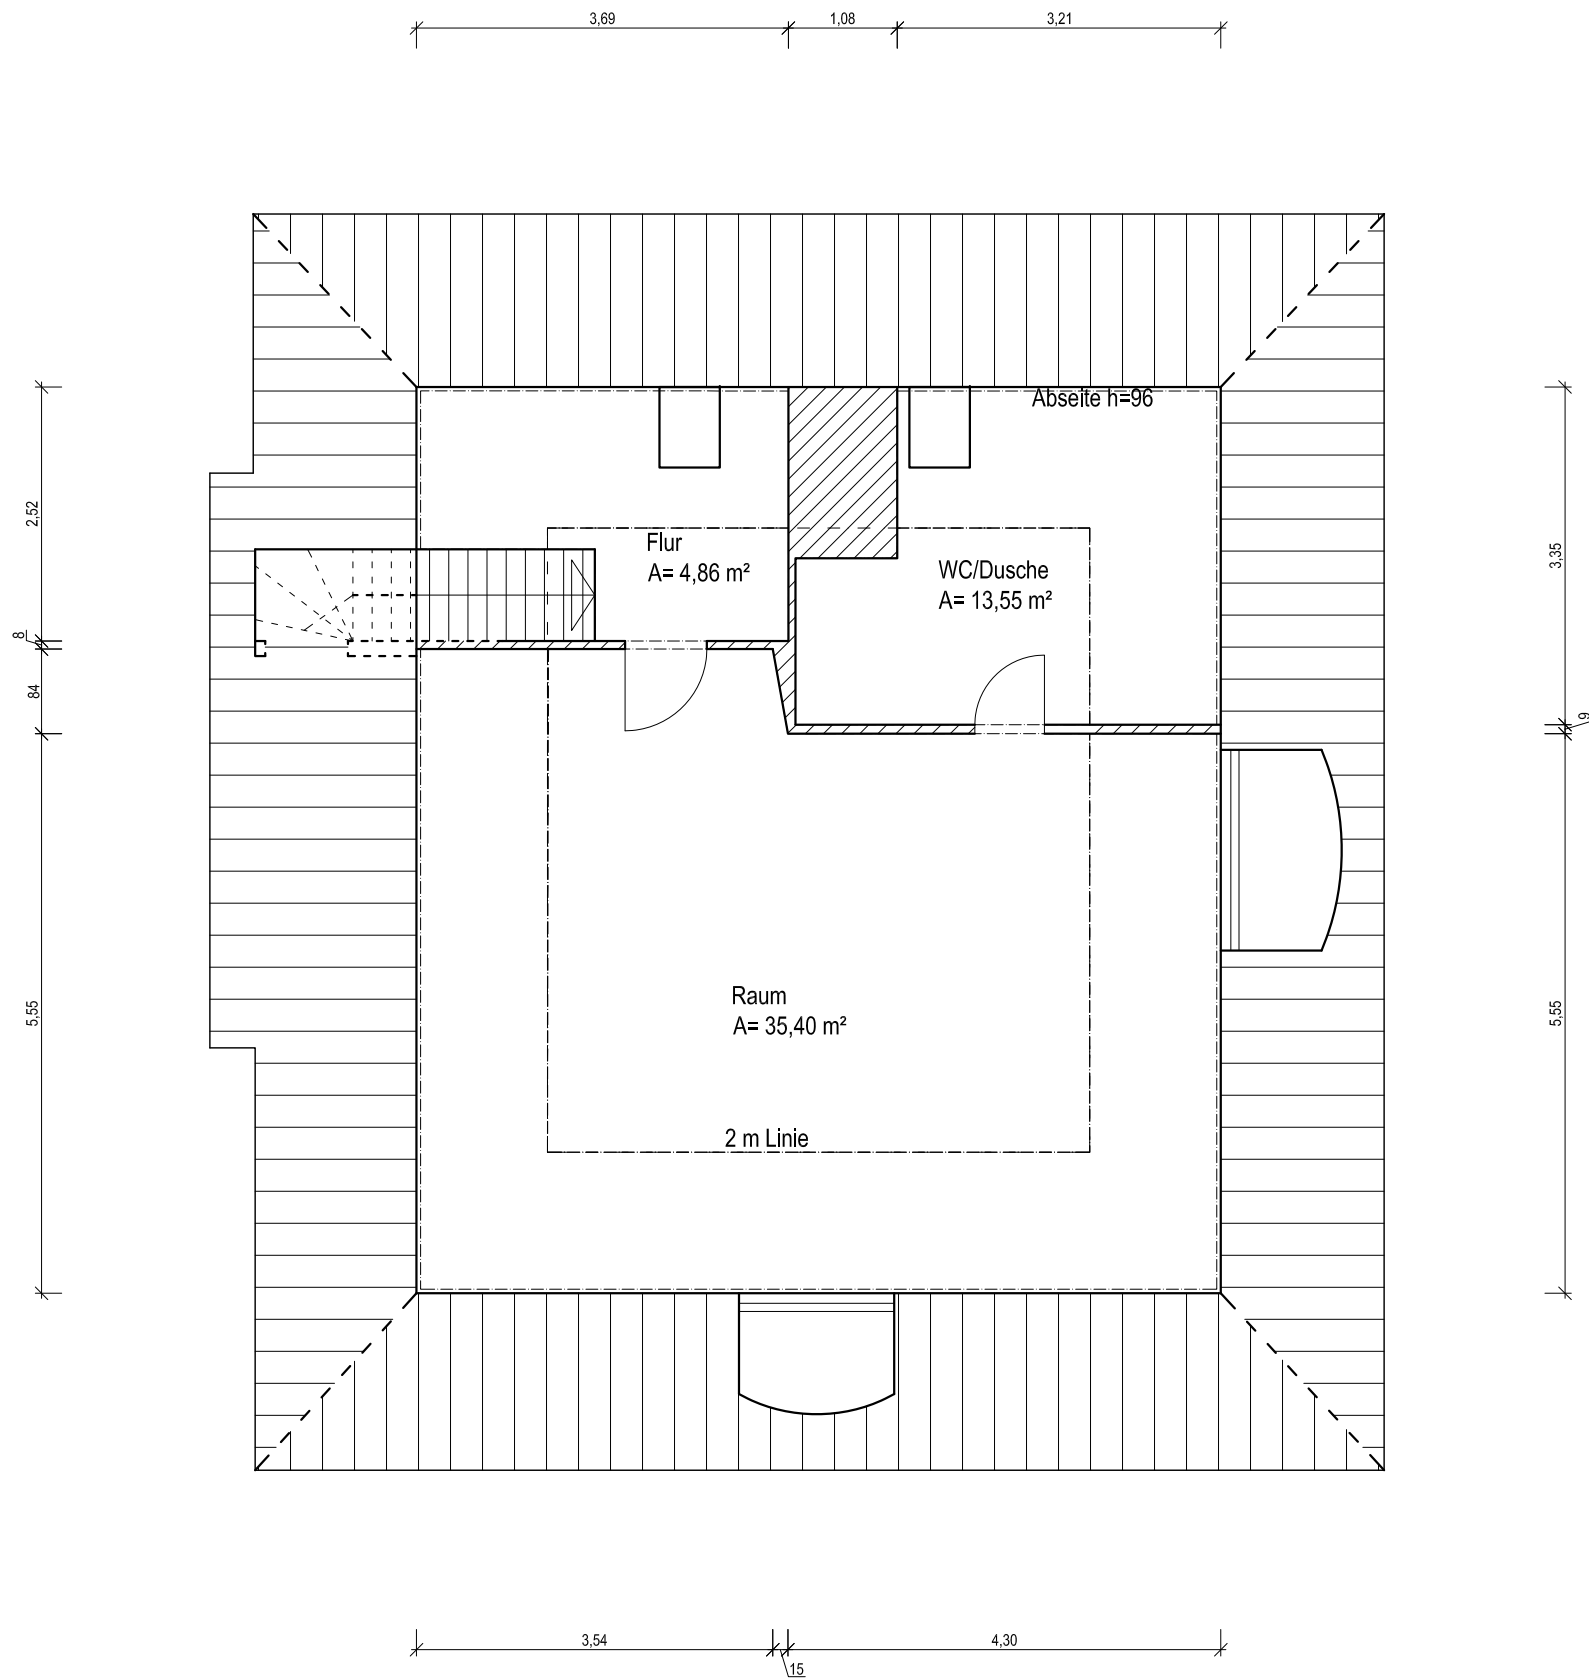 3,69
1,08
3,21
Abseite h=96
2,52
3,35
Flur
A= 4,86 m²
WC/Dusche
A= 13,55 m²
8
84
9
5,55
5,55
Raum
A= 35,40 m²
2 m Linie
3,54
15
4,30